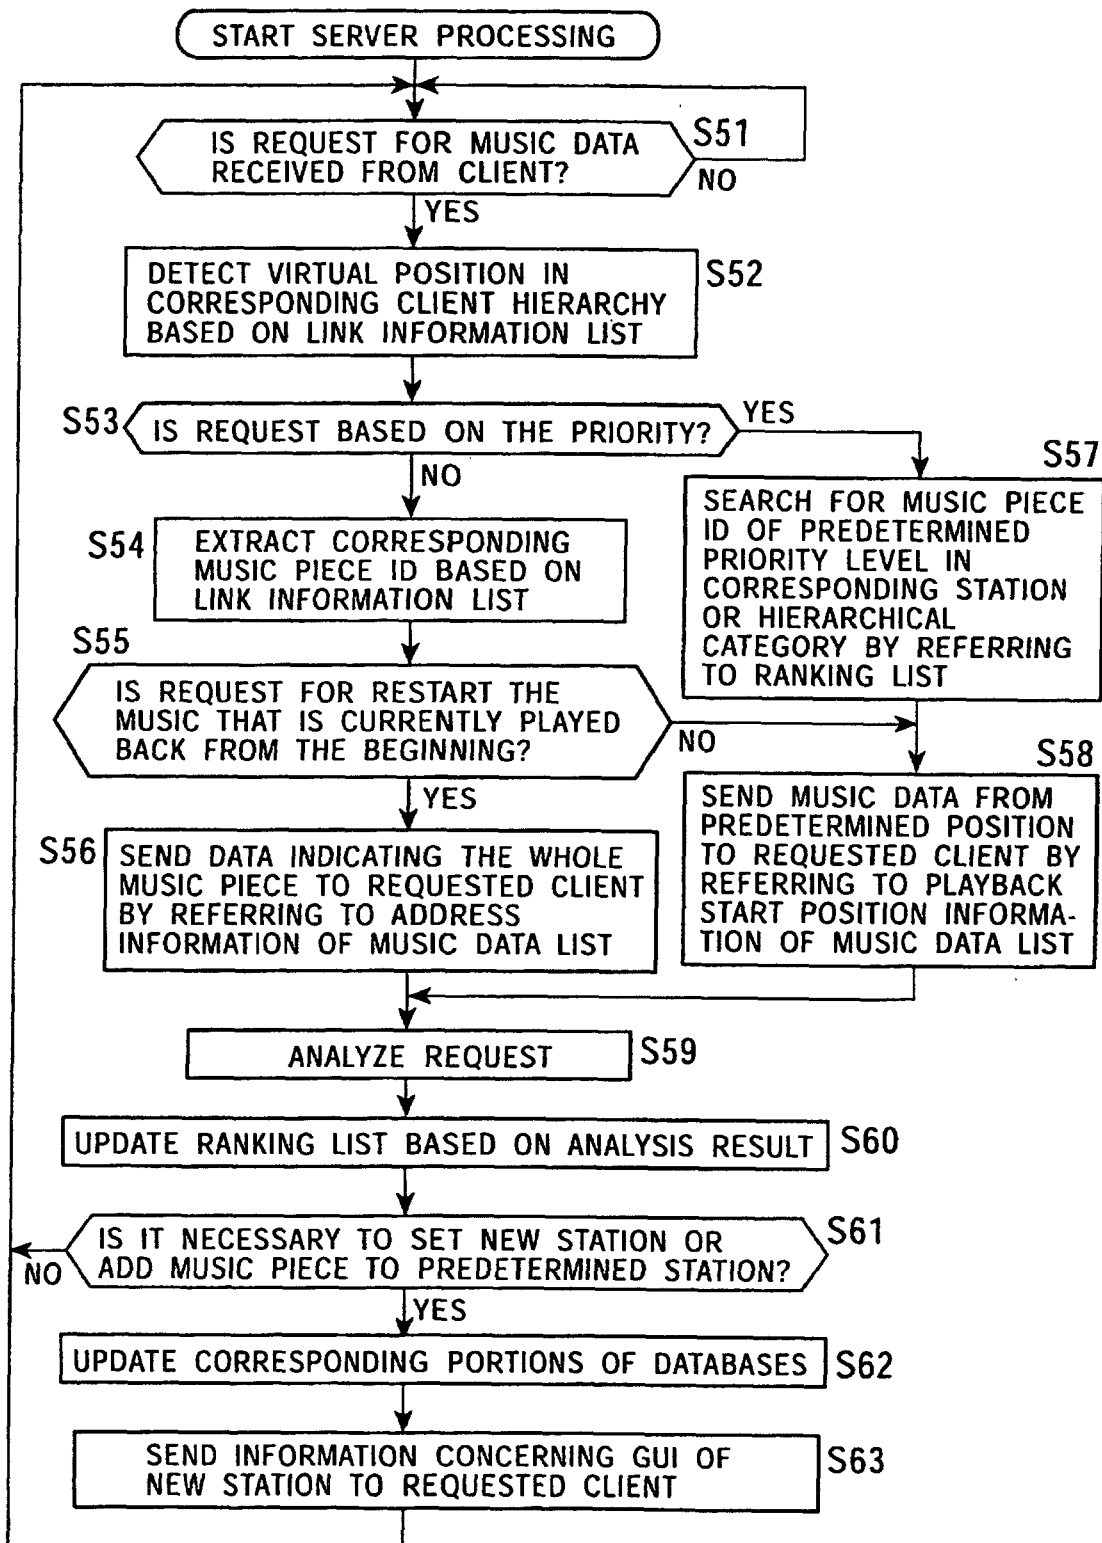 START SERVER PROCESSING
IS REQUEST FOR MUSIC DATA
RECEIVED FROM CLIENT?
S51
NO
YES
DETECT VIRTUAL POSITION IN
CORRESPONDING CLIENT HIERARCHY
BASED ON LINK INFORMATION LIST
S52
S53
IS REQUEST BASED ON THE PRIORITY?
YES
NO
S57
SEARCH FOR MUSIC PIECE
ID OF PREDETERMINED
PRIORITY LEVEL IN
CORRESPONDING STATION
OR HIERARCHICAL
CATEGORY BY REFERRING
TO RANKING LIST
S54
EXTRACT CORRESPONDING
MUSIC PIECE ID BASED ON
LINK INFORMATION LIST
S55
IS REQUEST FOR RESTART THE
MUSIC THAT IS CURRENTLY PLAYED
BACK FROM THE BEGINNING?
NO
YES
S58
SEND MUSIC DATA FROM
PREDETERMINED POSITION
TO REQUESTED CLIENT BY
REFERRING TO PLAYBACK
START POSITION INFORMA-
TION OF MUSIC DATA LIST
S56
SEND DATA INDICATING THE WHOLE
MUSIC PIECE TO REQUESTED CLIENT
BY REFERRING TO ADDRESS
INFORMATION OF MUSIC DATA LIST
ANALYZE REQUEST
S59
UPDATE RANKING LIST BASED ON ANALYSIS RESULT
S60
IS IT NECESSARY TO SET NEW STATION OR
ADD MUSIC PIECE TO PREDETERMINED STATION?
S61
NO
YES
UPDATE CORRESPONDING PORTIONS OF DATABASES
S62
SEND INFORMATION CONCERNING GUI OF
NEW STATION TO REQUESTED CLIENT
S63